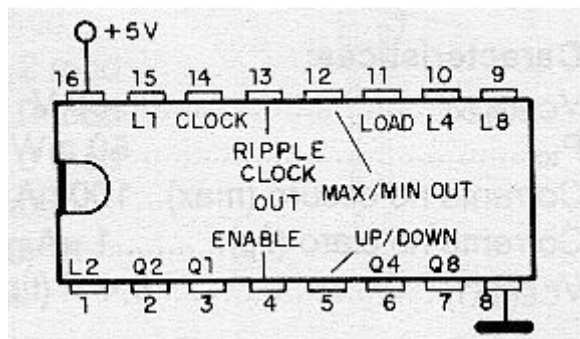 +5V
16 15 14 13 12 11 10 9
L1 CLOCK LOAD L4 L8
RIPPLE
CLOCK
OUT MAX/MIN OUT
ENABLE UP/DOWN
L2 Q2 Q1 Q4 Q8
1 2 3 4 5 6 7 8